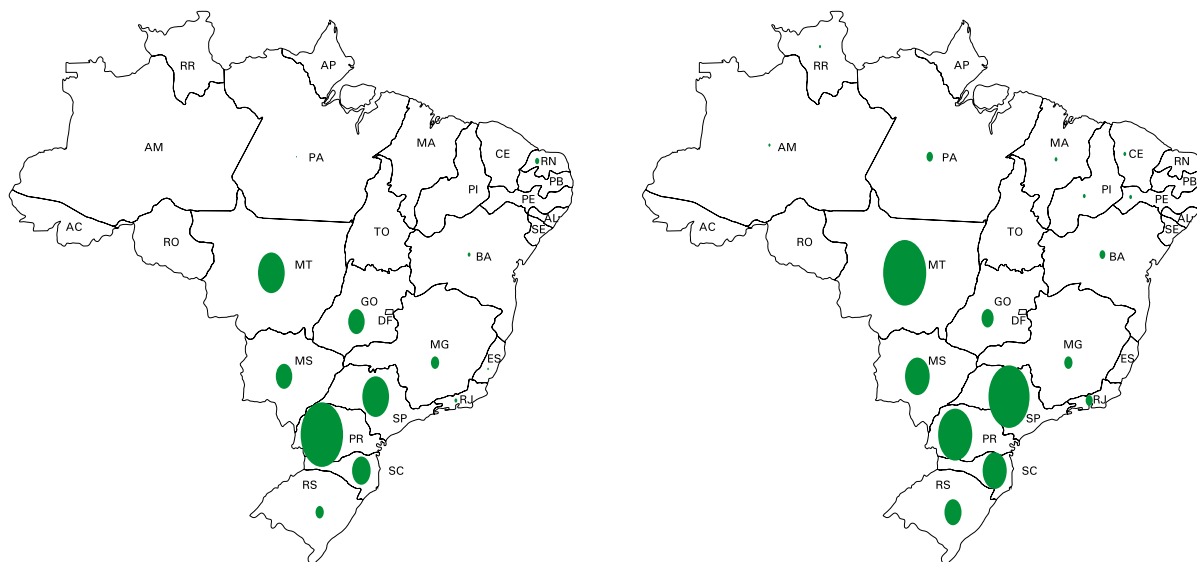 AP
RR
AM
PA
MA
CE
RN
PB
PI
PE
AL
SE
AC
RO
TO
BA
MT
GO
DF
MG
ES
MS
RJ
SP
PR
SC
RS
AP
RR
AM
PA
MA
CE
RN
PB
PI
PE
AL
SE
AC
RO
TO
BA
MT
GO
DF
MG
ES
MS
RJ
SP
PR
SC
RS